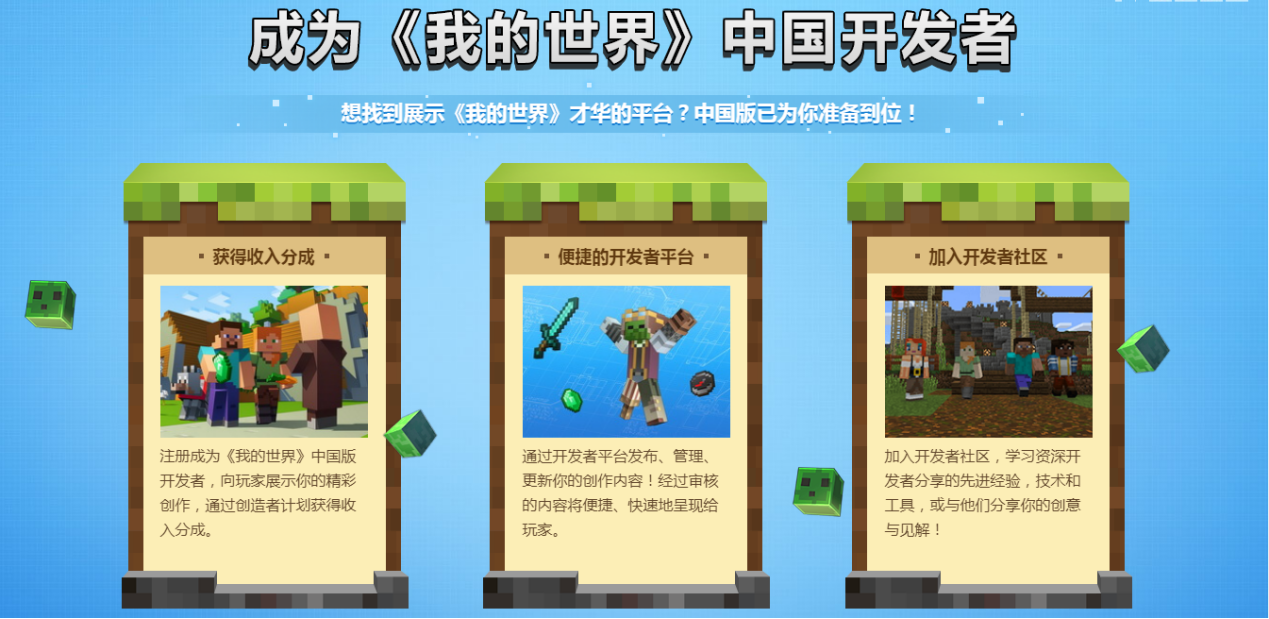 成为《我的世界》中国开发者
想找到展示《我的世界》才华的平台？中国版已为你准备到位！
获得收入分成
注册成为《我的世界》中国版
开发者，向玩家展示你的精彩
创作，通过创造者计划获得收
入分成。
便捷的开发者平台
通过开发者平台发布、管理、
更新你的创作内容！经过审核
的内容将便捷、快速地呈现给
玩家。
加入开发者社区
加入开发者社区，学习资深开
发者分享的先进经验，技术和
工具，或与他们分享你的创意
与见解！